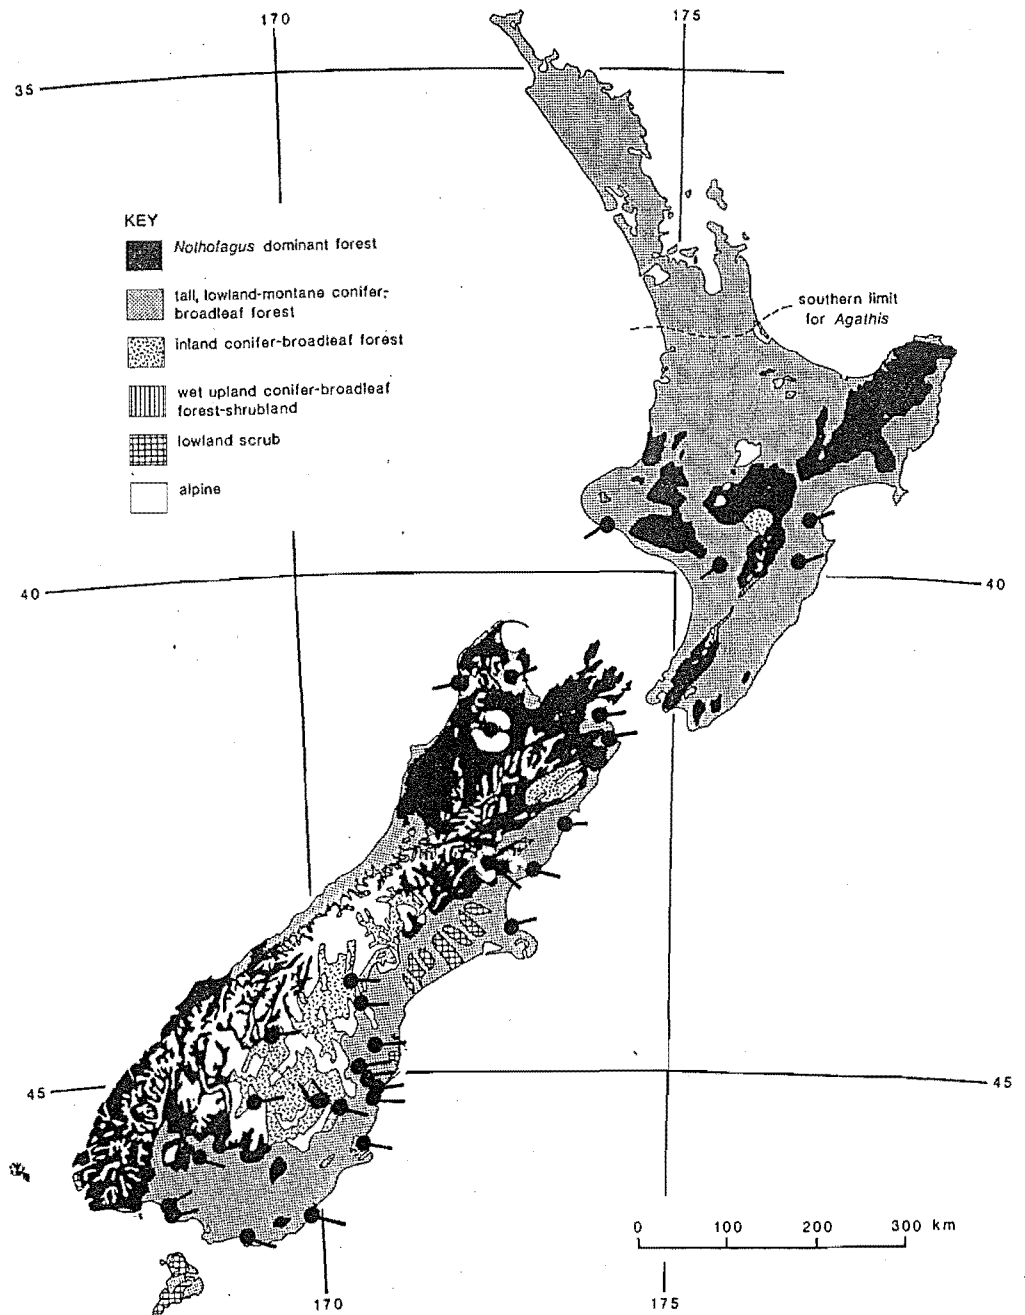 170
175
35
KEY
Nothofagus dominant forest
tall, lowland-montane conifer-
broadleaf forest
inland conifer-broadleaf forest
wet upland conifer-broadleaf
forest-shrubland
lowland scrub
alpine
southern limit
for Agathis
40
40
45
45
0 100 200 300 km
170
175